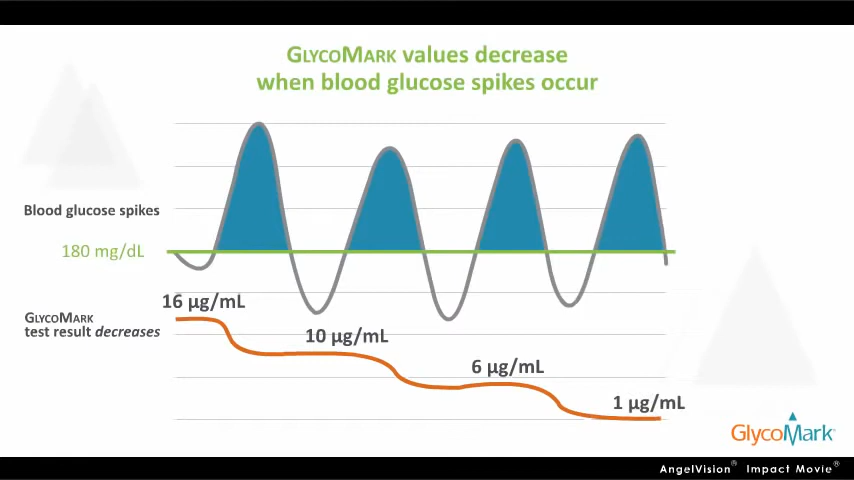 GLYCOMARK values decrease
when blood glucose spikes occur
Blood glucose spikes
180 mg/dL
GLYCOMARK
test result decreases
16 µg/mL
10 µg/mL
6 µg/mL
1 µg/mL
GlycoMark
AngelVision® Impact Movie®